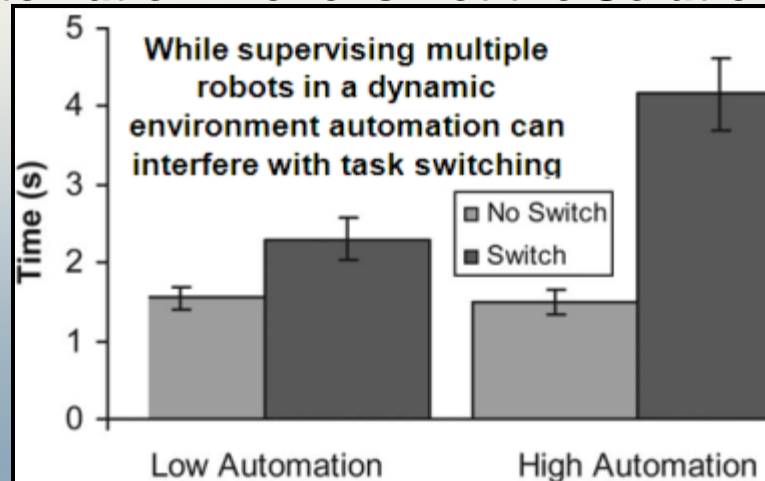 5
While supervising multiple
robots in a dynamic
4
environment automation can
interfere with task switching
3
No Switch
Switch
Time (s)
2
1
0
Low Automation
High Automation